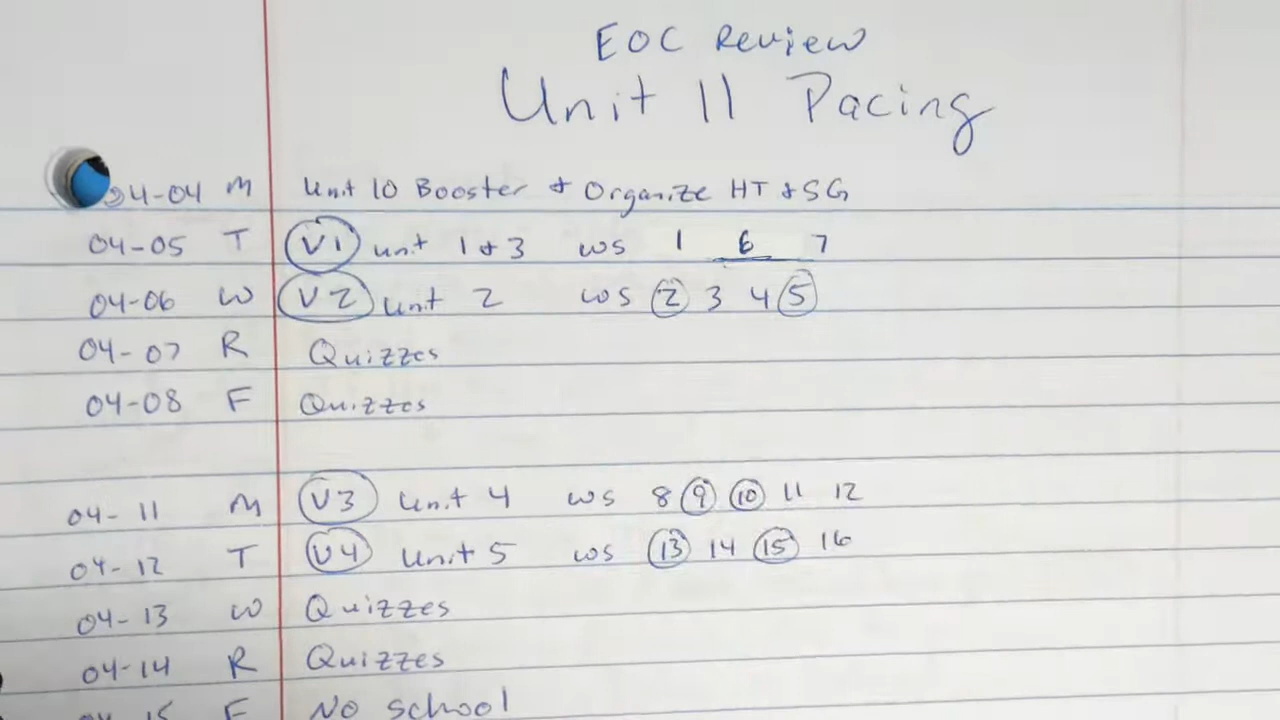 EOC Review
Unit 11 Pacing
04-04 M Unit 10 Booster & Organize HT & SG
04-05 T V1 unit 1 & 3 ws 1 6 7
04-06 W V2 Unit 2 ws 2 3 4 5
04-07 R Quizzes
04-08 F Quizzes
04-11 M V3 Unit 4 ws 8 9 10 11 12
04-12 T V4 Unit 5 ws 13 14 15 16
04-13 W Quizzes
04-14 R Quizzes
04-15 F No school